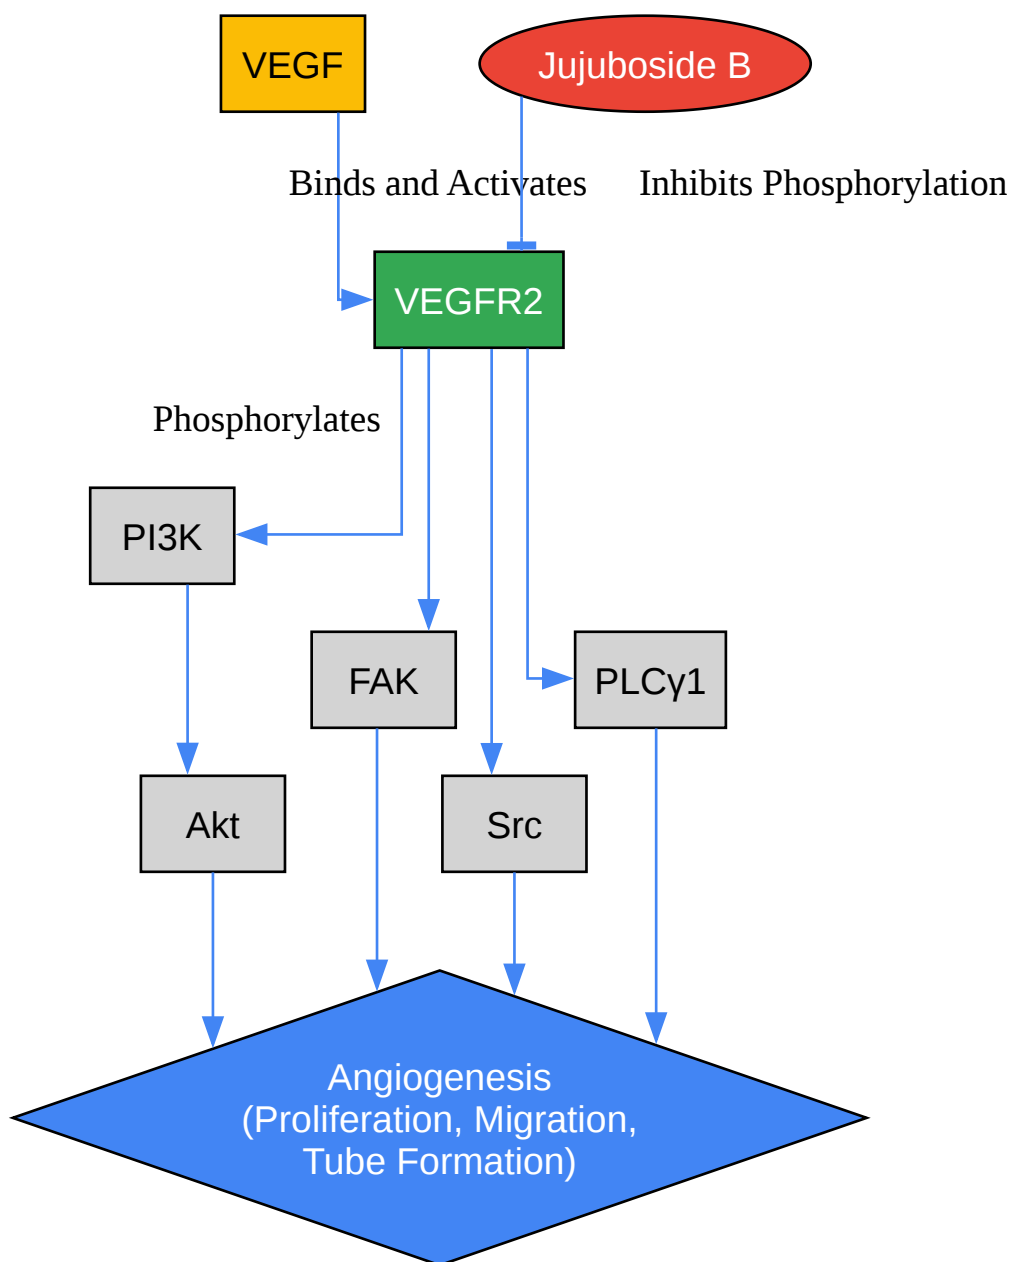 VEGF
Jujuboside B
Binds and Activates
Inhibits Phosphorylation
VEGFR2
Phosphorylates
PI3K
FAK
PLCγ1
Akt
Src
Angiogenesis
(Proliferation, Migration,
Tube Formation)